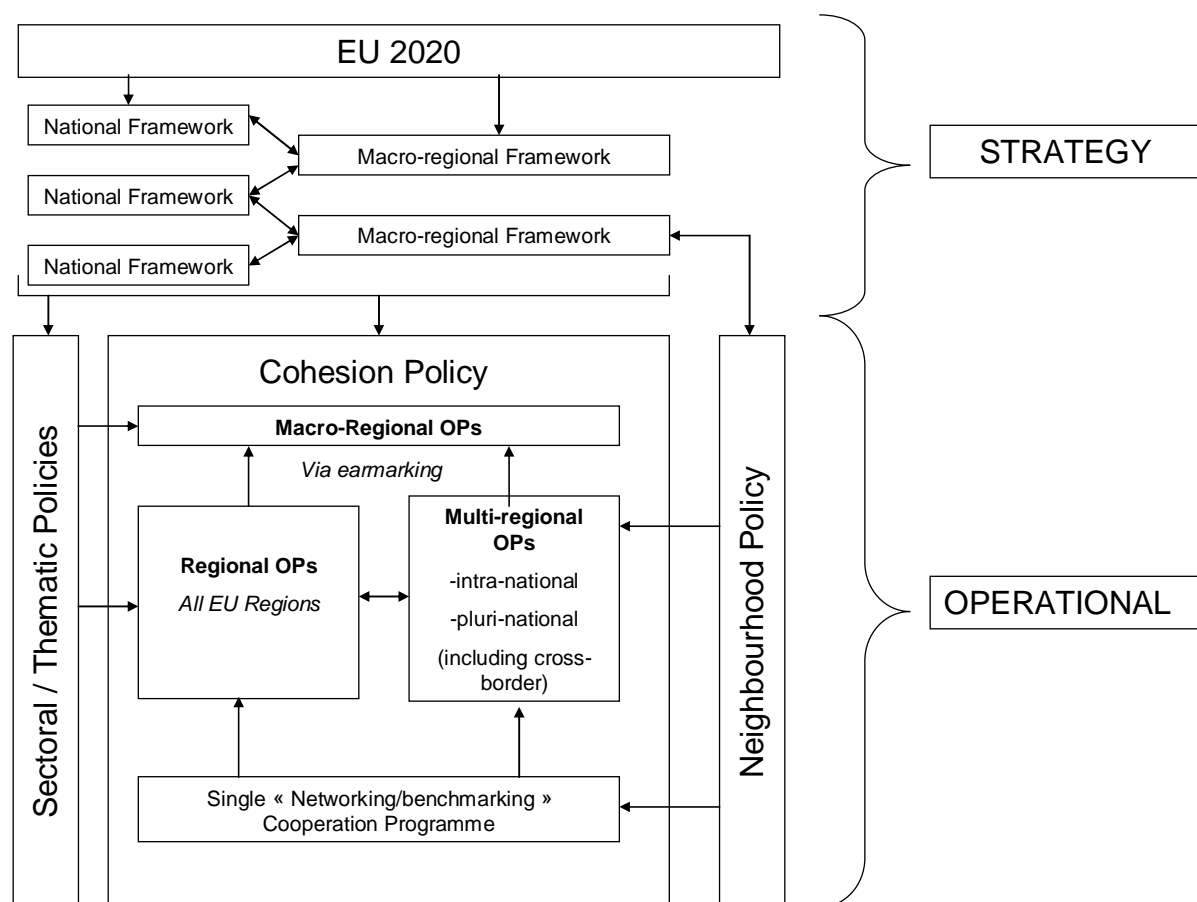 EU 2020
National Framework
Macro-regional Framework
National Framework
Macro-regional Framework
National Framework
STRATEGY
Sectoral / Thematic Policies
Cohesion Policy
Macro-Regional OPs
Via earmarking
Regional OPs
All EU Regions
Multi-regional
OPs
-intra-national
-pluri-national
(including cross-
border)
Single « Networking/benchmarking »
Cooperation Programme
Neighbourhood Policy
OPERATIONAL